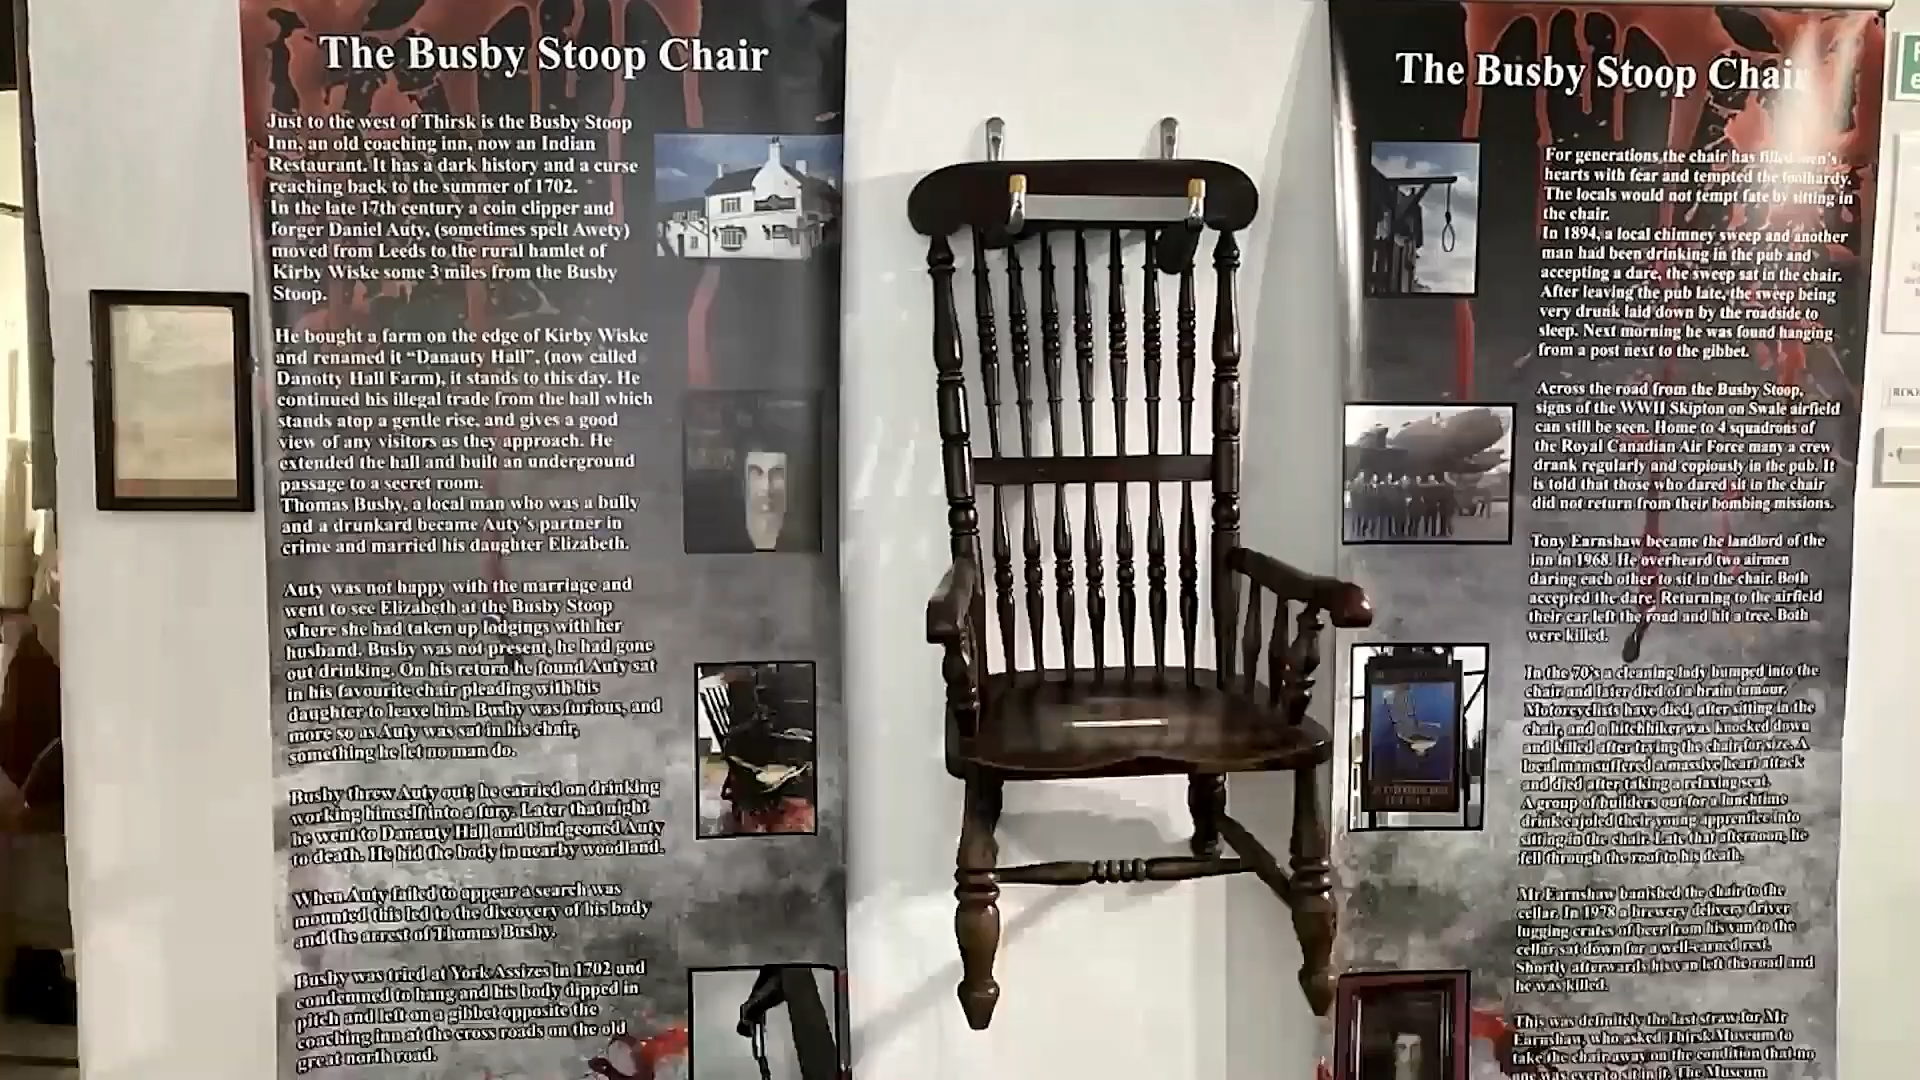 The Busby Stoop Chair
Just to the west of Thirsk is the Busby Stoop
Inn, an old coaching inn, now an Indian
Restaurant. It has a dark history and a curse
reaching back to the summer of 1702.
In the late 17th century a coin clipper and
forger Daniel Auty, (sometimes spelt Awety)
moved from Leeds to the rural hamlet of
Kirby Wiske some 3 miles from the Busby
Stoop.
He bought a farm on the edge of Kirby Wiske
and renamed it “Danauty Hall”, (now called
Danotty Hall Farm), it stands to this day. He
continued his illegal trade from the hall which
stands atop a gentle rise, and gives a good
view of any visitors as they approach. He
extended the hall and built an underground
passage to a secret room.
Thomas Busby, a local man who was a bully
and a drunkard became Auty's partner in
crime and married his daughter Elizabeth.
Auty was not happy with the marriage and
went to see Elizabeth at the Busby Stoop
where she had taken up lodgings with her
husband. Busby was not present, he had gone
out drinking. On his return he found Auty sat
in his favourite chair pleading with his
daughter to leave him. Busby was furious, and
more so as Auty was sat in his chair,
something he let no man do.
Busby threw Auty out; he carried on drinking
working himself into a fury. Later that night
he went to Danauty Hall and bludgeoned Auty
to death. He hid the body in nearby woodland.
When Auty failed to appear a search was
mounted this led to the discovery of his body
and the arrest of Thomas Busby.
Busby was tried at York Assizes in 1702 and
condemned to hang and his body dipped in
pitch and left on a gibbet opposite the
coaching inn at the cross roads on the old
great north road.
The Busby Stoop Chair
For generations the chair has filled men's
hearts with fear and tempted the foolhardy.
The locals would not tempt fate by sitting in
the chair.
In 1894, a local chimney sweep and another
man had been drinking in the pub and
accepting a dare, the sweep sat in the chair.
After leaving the pub late, the sweep being
very drunk laid down by the roadside to
sleep. Next morning he was found hanging
from a post next to the gibbet.
Across the road from the Busby Stoop,
signs of the WWII Skipton on Swale airfield
can still be seen. Home to 4 squadrons of
the Royal Canadian Air Force many a crew
drank regularly and copiously in the pub. It
is told that those who dared sit in the chair
did not return from their bombing missions.
Tony Earnshaw became the landlord of the
inn in 1968. He overheard two airmen
daring each other to sit in the chair. Both
accepted the dare. Returning to the airfield
their car left the road and hit a tree. Both
were killed.
In the 70's a cleaning lady bumped into the
chair and later died of a brain tumour.
Motorcyclists have died, after sitting in the
chair, and a hitchhiker was knocked down
and killed after trying the chair for size. A
local man suffered a massive heart attack
and died after taking a relaxing seat.
A group of builders out for a lunchtime
drink cajoled their young apprentice into
sitting in the chair. Late that afternoon, he
fell through the roof to his death.
Mr Earnshaw banished the chair to the
cellar. In 1978 a brewery delivery driver
lugging crates of beer from his van to the
cellar sat down for a well-earned rest.
Shortly afterwards his van left the road and
he was killed.
This was definitely the last straw for Mr
Earnshaw, who asked Thirsk Museum to
take the chair away on the condition that no
one was ever to sit in it. The Museum